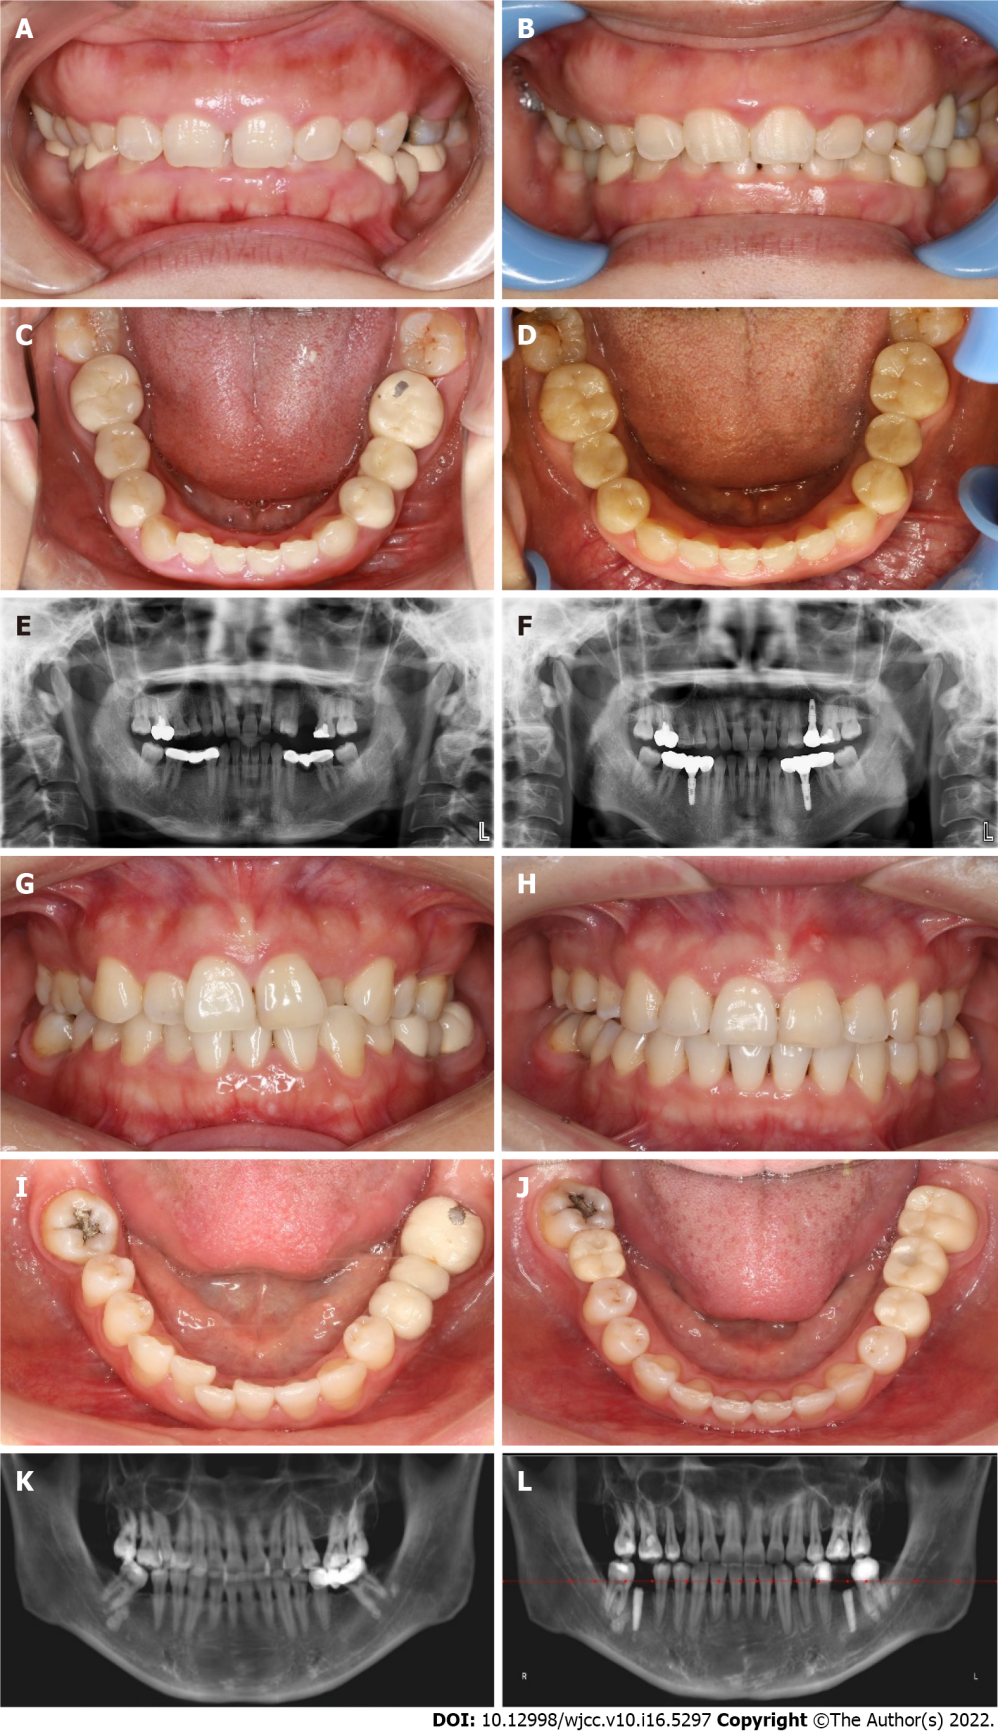 A
B
C
D
E
F
L
L
G
H
I
J
K
L
R
L
DOI: 10.12998/wjcc.v10.i16.5297 Copyright ©The Author(s) 2022.